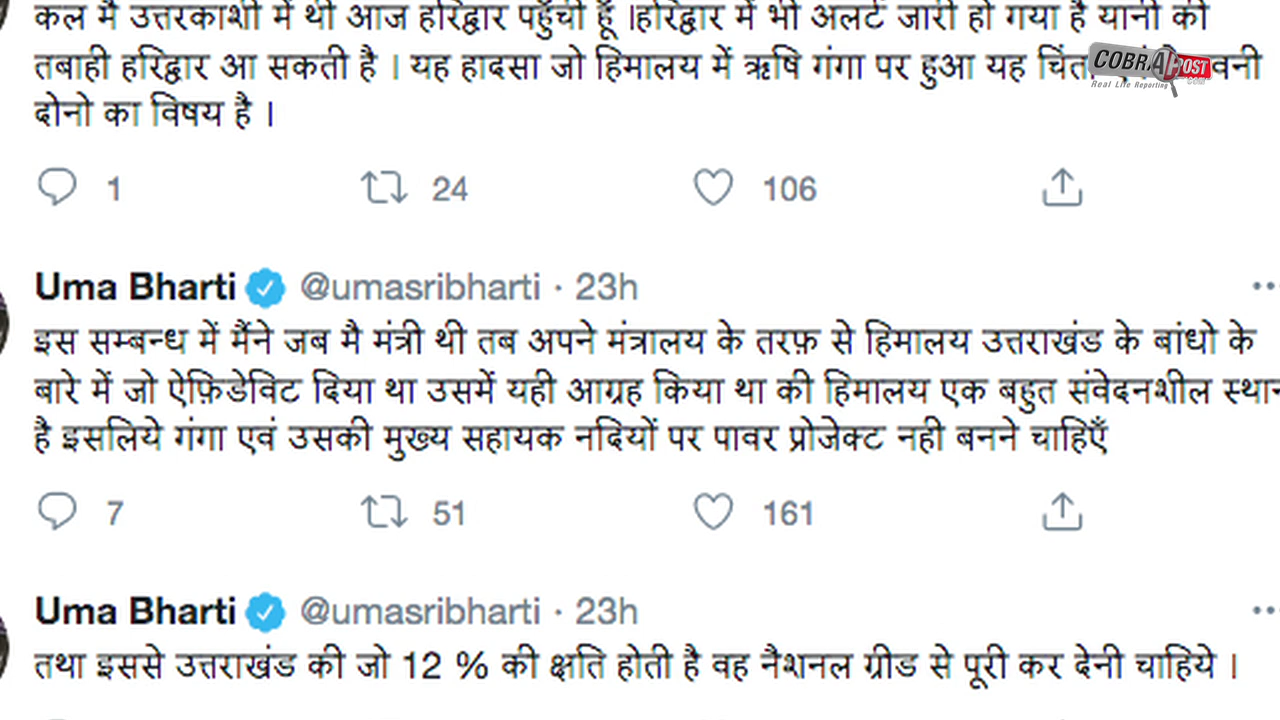 कल मै उत्तरकाशी में थी आज हरिद्वार पहुँची हूँ ।हरिद्वार में भी अलर्ट जारी हो गया है यानी की
तबाही हरिद्वार आ सकती है । यह हादसा जो हिमालय में ऋषि गंगा पर हुआ यह
COBRAPOST
.COM
Real Life Reporting
दोनो का विषय है ।
1 24 106
Uma Bharti @umasribharti · 23h
इस सम्बन्ध में मैंने जब मै मंत्री थी तब अपने मंत्रालय के तरफ़ से हिमालय उत्तराखंड के बांधो के
बारे में जो ऐफ़िडेविट दिया था उसमें यही आग्रह किया था की हिमालय एक बहुत संवेदनशील स्थान
है इसलिये गंगा एवं उसकी मुख्य सहायक नदियों पर पावर प्रोजेक्ट नही बनने चाहिएँ
7 51 161
Uma Bharti @umasribharti · 23h
तथा इससे उत्तराखंड की जो 12 % की क्षति होती है वह नैशनल ग्रीड से पूरी कर देनी चाहिये ।